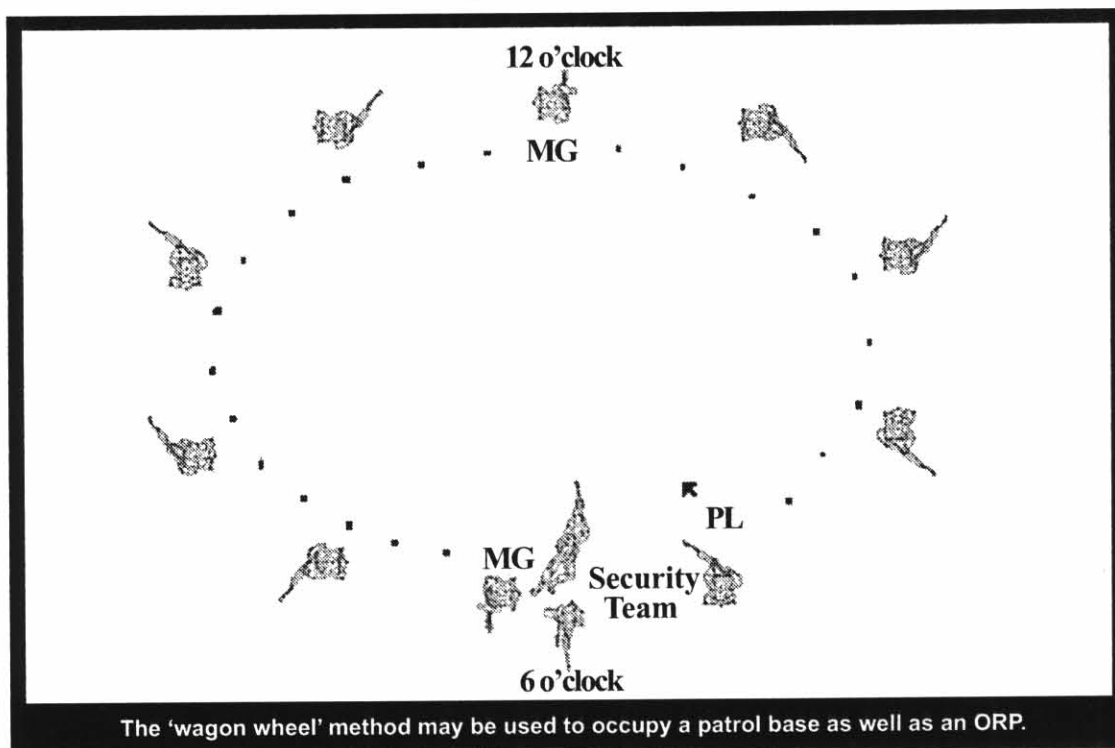 12 o'clock
MG
PL
MG
Security
Team
6 o'clock
The 'wagon wheel' method may be used to occupy a patrol base as well as an ORP.